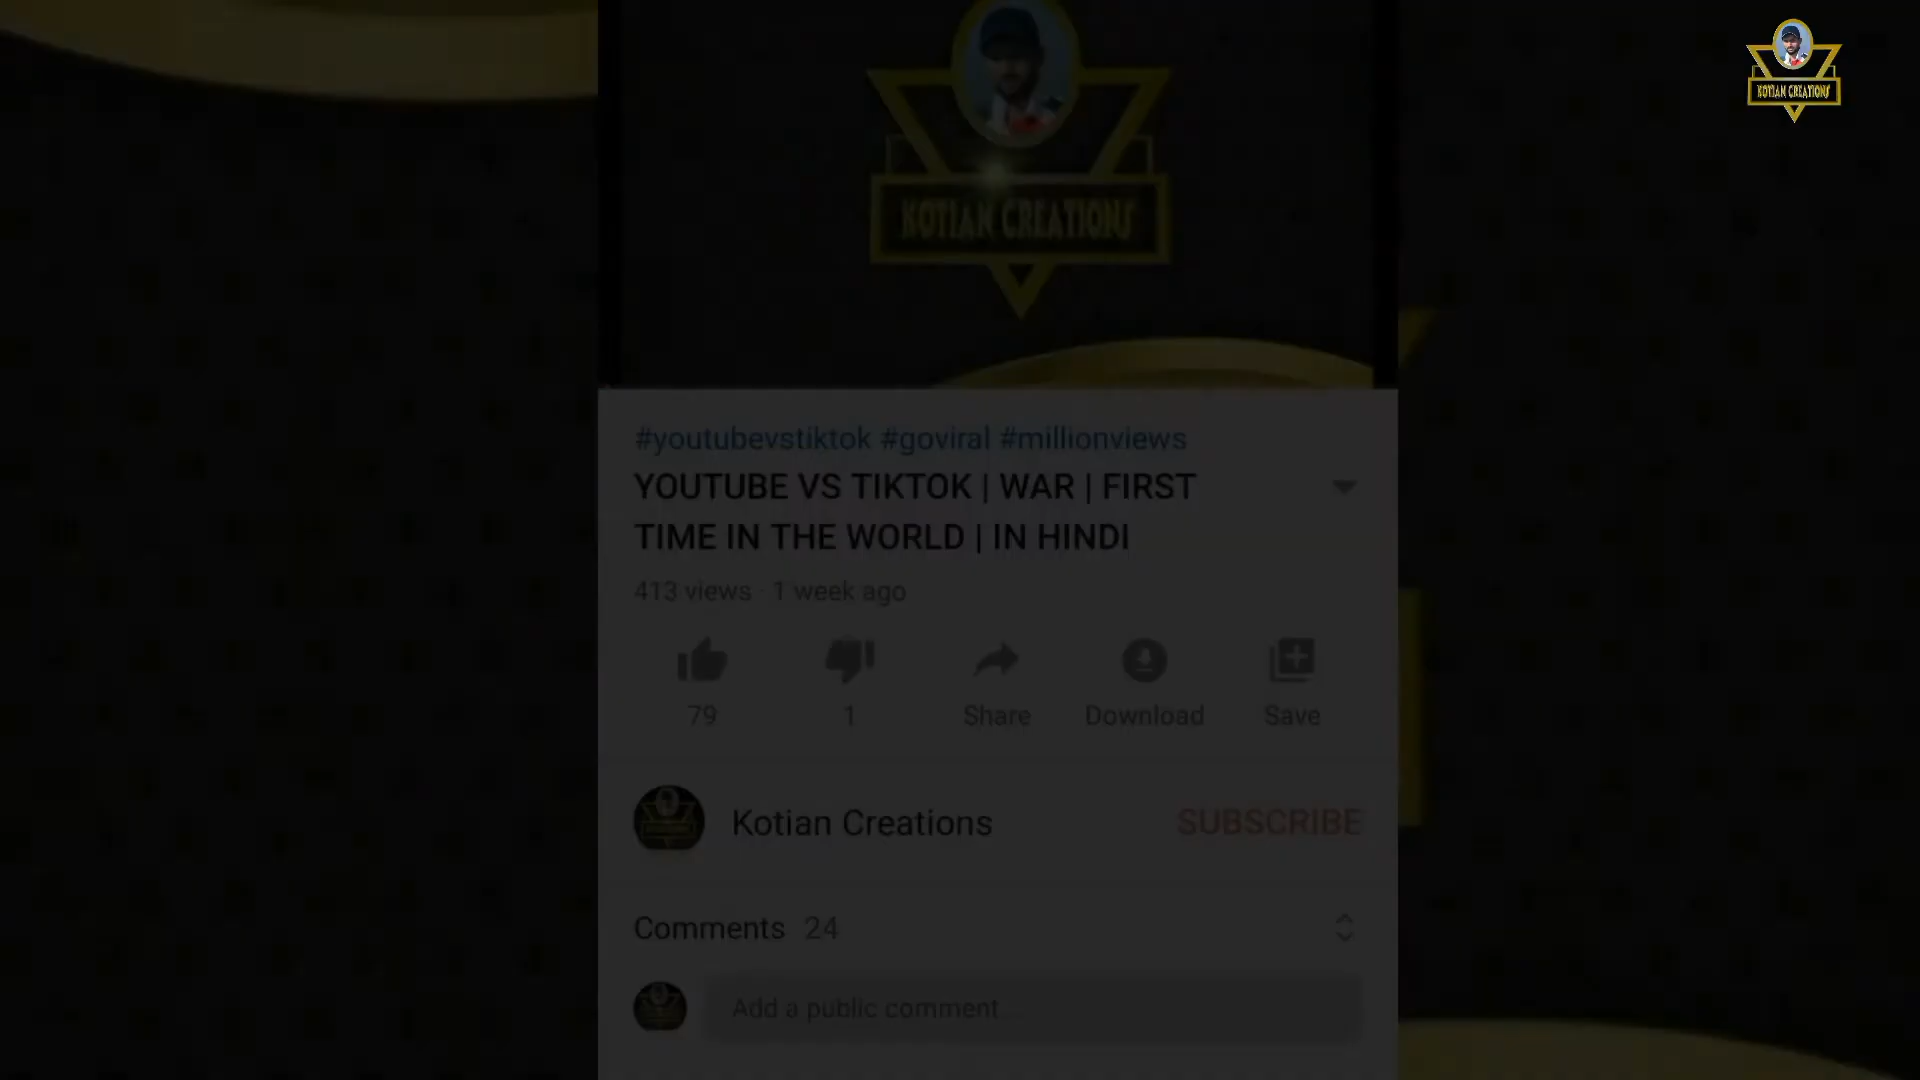 KOTIAN CREATIONS
KOTIAN CREATIONS
#youtubevstiktok #goviral #millionviews
YOUTUBE VS TIKTOK | WAR | FIRST
TIME IN THE WORLD | IN HINDI
413 views · 1 week ago
79
1
Share
Download
Save
Kotian Creations
SUBSCRIBE
Comments 24
Add a public comment...